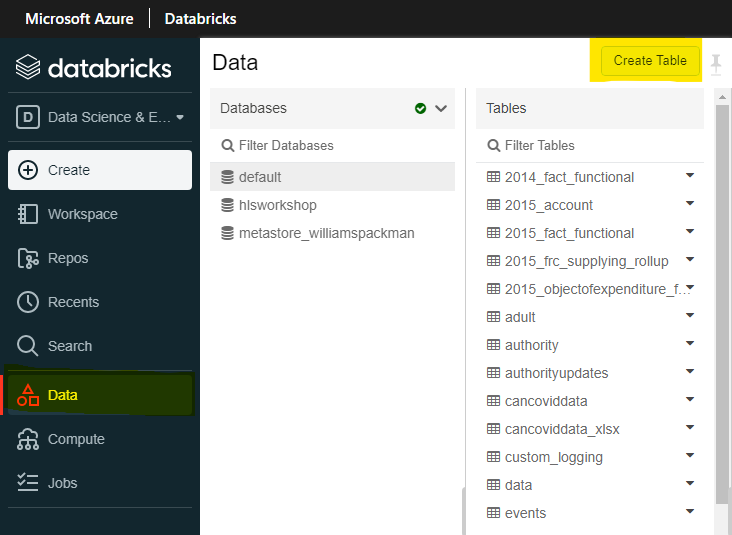 Microsoft Azure Databricks
databricks
D Data Science & E...
Create
Workspace
Repos
Recents
Search
Data
Compute
Jobs
Data
Create Table
Databases
Filter Databases
default
hlsworkshop
metastore_williamspackman
Tables
Filter Tables
2014_fact_functional
2015_account
2015_fact_functional
2015_frc_supplying_rollup
2015_objectofexpenditure_f...
adult
authority
authorityupdates
cancoviddata
cancoviddata_xlsx
custom_logging
data
events